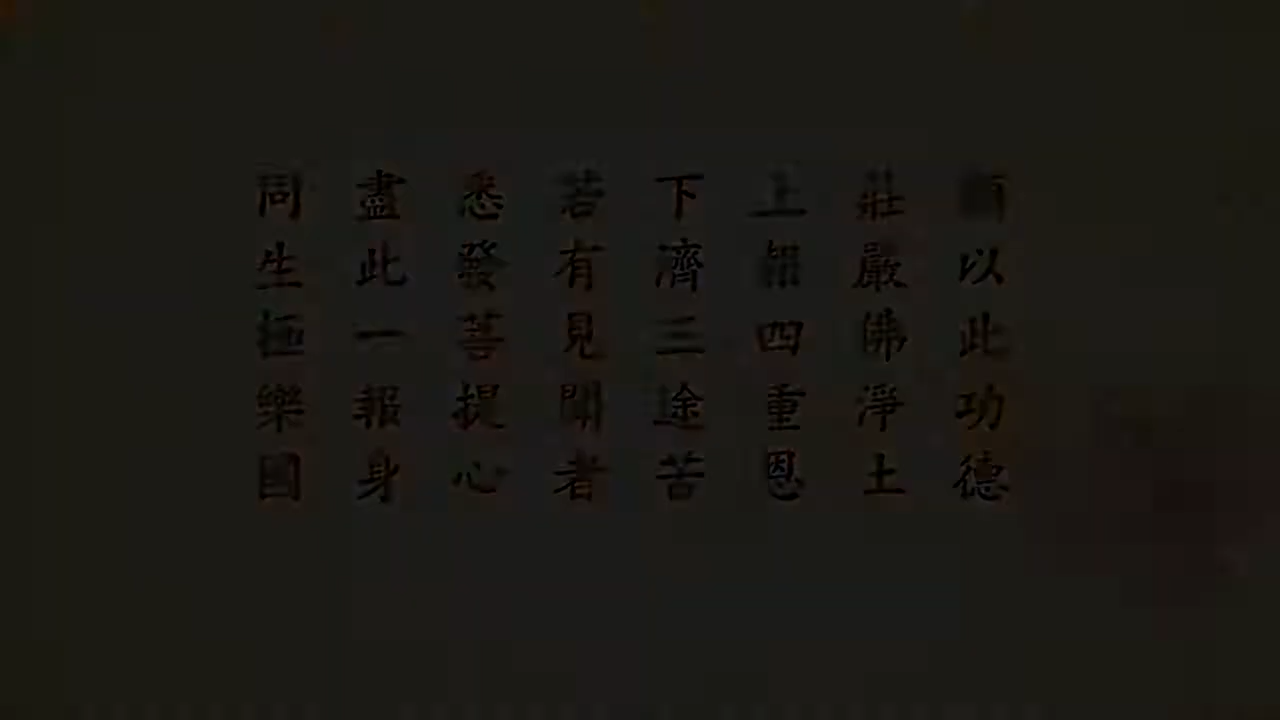 願以此功德
莊嚴佛淨土
上報四重恩
下濟三途苦
若有見聞者
悉發菩提心
盡此一報身
同生極樂國